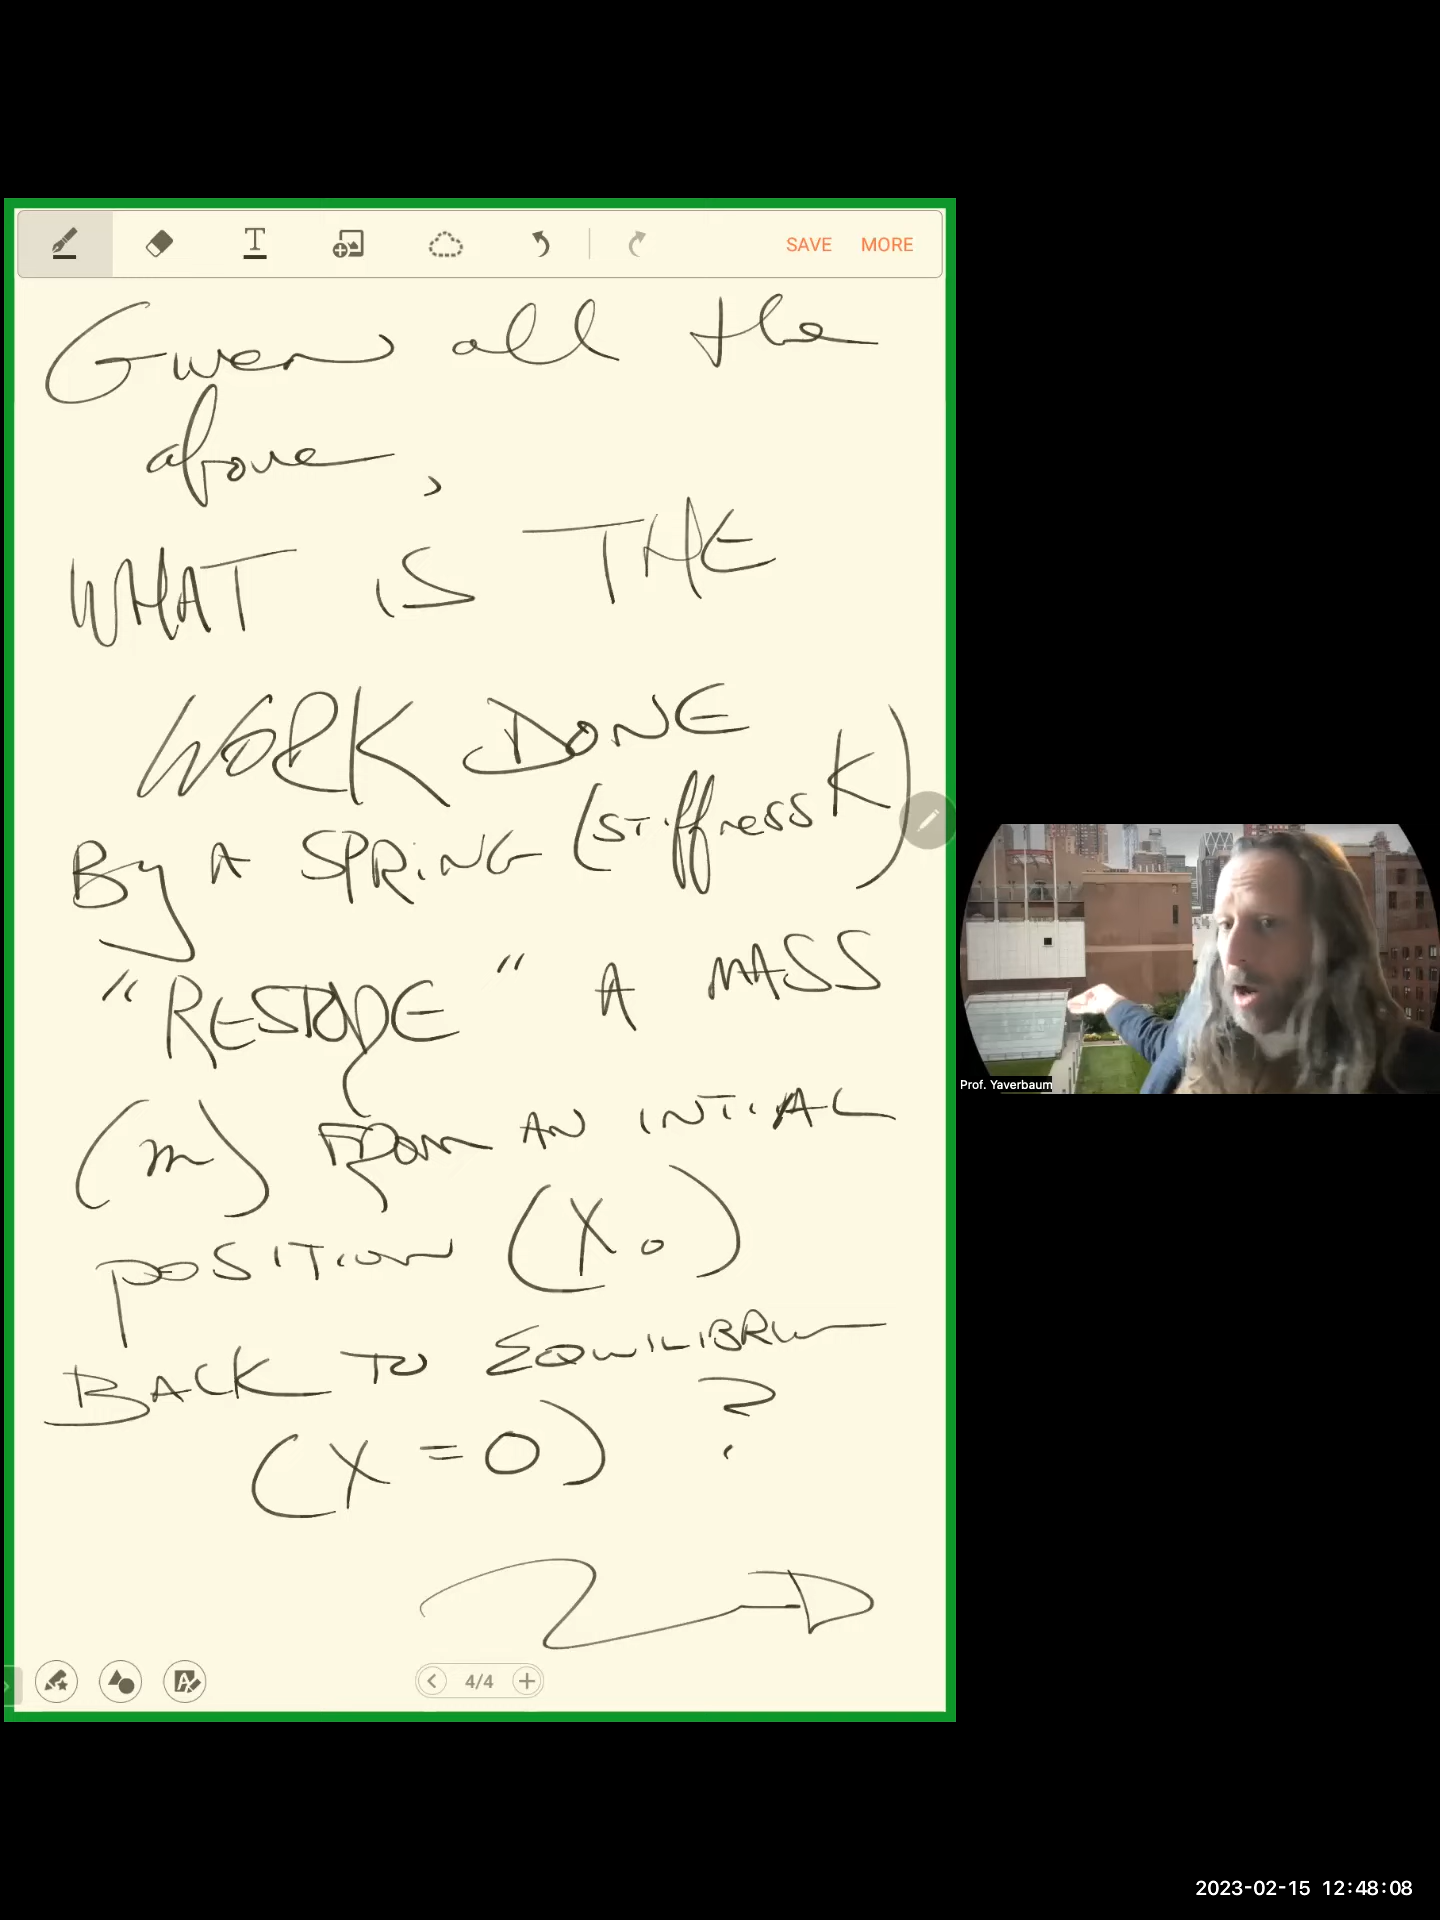 T SAVE MORE
Given all the
above,
WHAT IS THE
WORK DONE
By A SPRING (stiffness K)
"RESTORE" A MASS
(m) FROM AN INTIAL
POSITION (X₀)
BACK TO EQUILIBRIUM
(X = 0) ?
4/4
Prof. Yaverbaum
2023-02-15 12:48:08